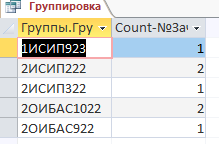 Группировка
Группы.Гру Count-№Зач
1ИСИП923 1
2ИСИП222 2
2ИСИП322 1
2ОИБАС1022 2
2ОИБАС922 1